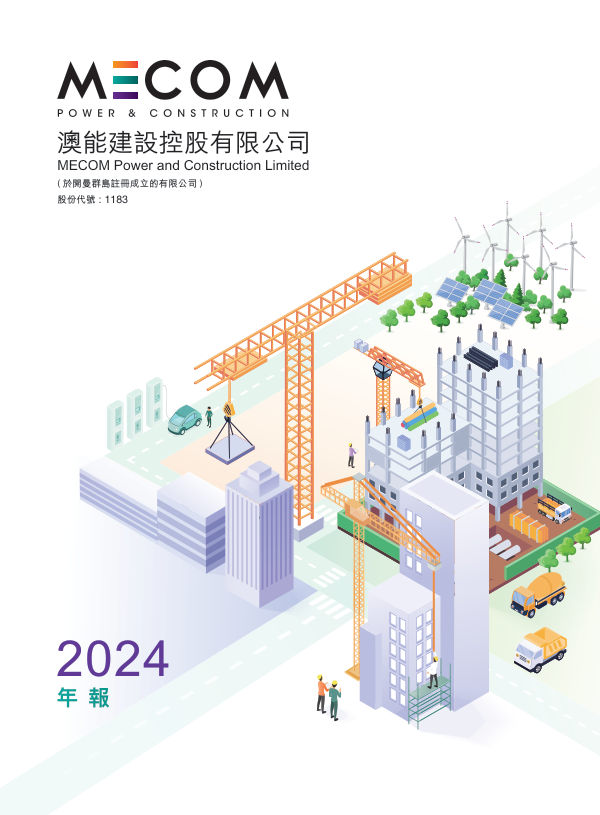 MECOM
POWER & CONSTRUCTION
澳能建設控股有限公司
MECOM Power and Construction Limited
(於開曼群島註冊成立的有限公司)
股份代號：1183
2024
年報